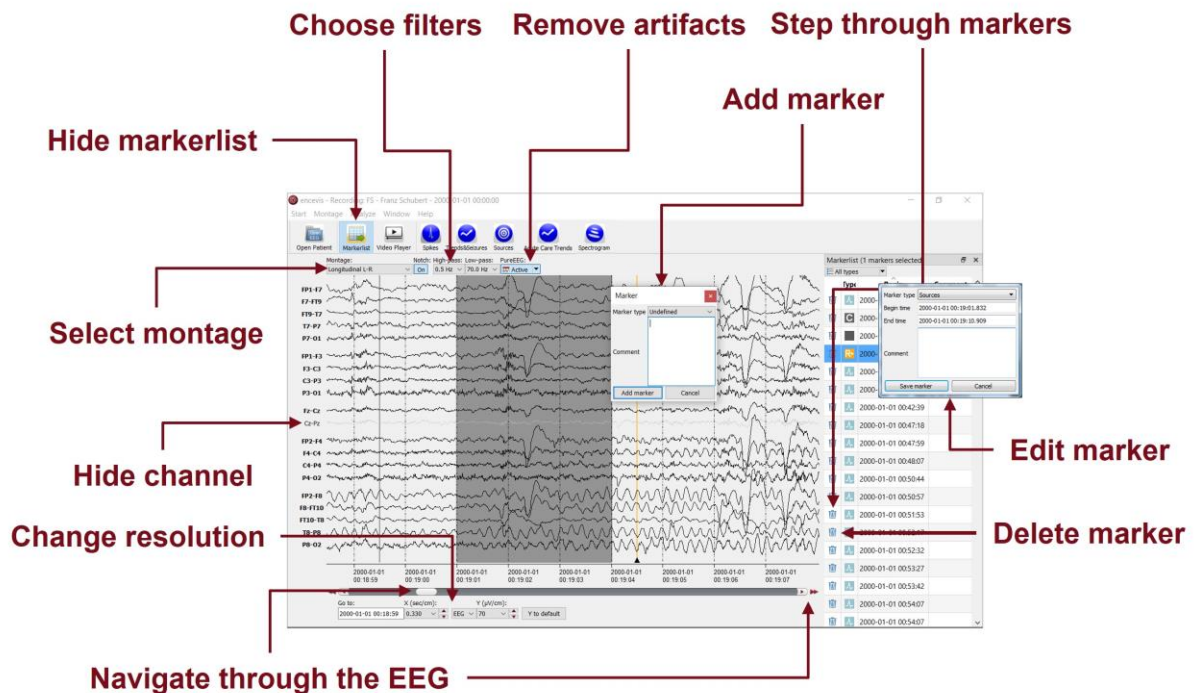 Choose filters
Remove artifacts
Step through markers
Add marker
Hide markerlist
encevis - Recording: FS - Franz Schubert - 2000-01-01 00:00:00
Start Montage Analyze Window Help
Open Patient
Markerlist
Video Player
Spikes
Trends&Seizures
Sources
Acute Care Trends
Spectrogram
Montage: Notch: High-pass: Low-pass: PureEEG:
Longitudinal L-R On 0.5 Hz 70.0 Hz Active
Markerlist (1 markers selected)
All types
Select montage
FP1-F7
F7-FT9
FT9-T7
T7-P7
P7-O1
FP1-F3
F3-C3
C3-P3
P3-O1
Fz-Cz
Cz-Pz
FP2-F4
F4-C4
C4-P4
P4-O2
FP2-F8
F8-FT10
FT10-T8
T8-P8
P8-O2
Marker
Marker type Undefined
Comment
Add marker Cancel
Type
2000-
C 2000-
2000-
2000-
2000-
2000-
2000-01-01 00:42:39
2000-01-01 00:47:18
2000-01-01 00:47:59
2000-01-01 00:48:07
2000-01-01 00:50:44
2000-01-01 00:50:57
2000-01-01 00:51:53
2000-01-01 00:52:32
2000-01-01 00:53:27
2000-01-01 00:53:42
2000-01-01 00:54:07
2000-01-01 00:54:07
Marker type Sources
Begin time 2000-01-01 00:19:01.832
End time 2000-01-01 00:19:10.909
Comment
Save marker Cancel
Edit marker
Hide channel
Delete marker
Change resolution
2000-01-01 2000-01-01 2000-01-01 2000-01-01 2000-01-01 2000-01-01 2000-01-01 2000-01-01 2000-01-01
00:18:59 00:19:00 00:19:01 00:19:02 00:19:03 00:19:04 00:19:05 00:19:06 00:19:07
Go to: X (sec/cm): Y (µV/cm):
2000-01-01 00:18:59 0.330 EEG 70 Y to default
Navigate through the EEG